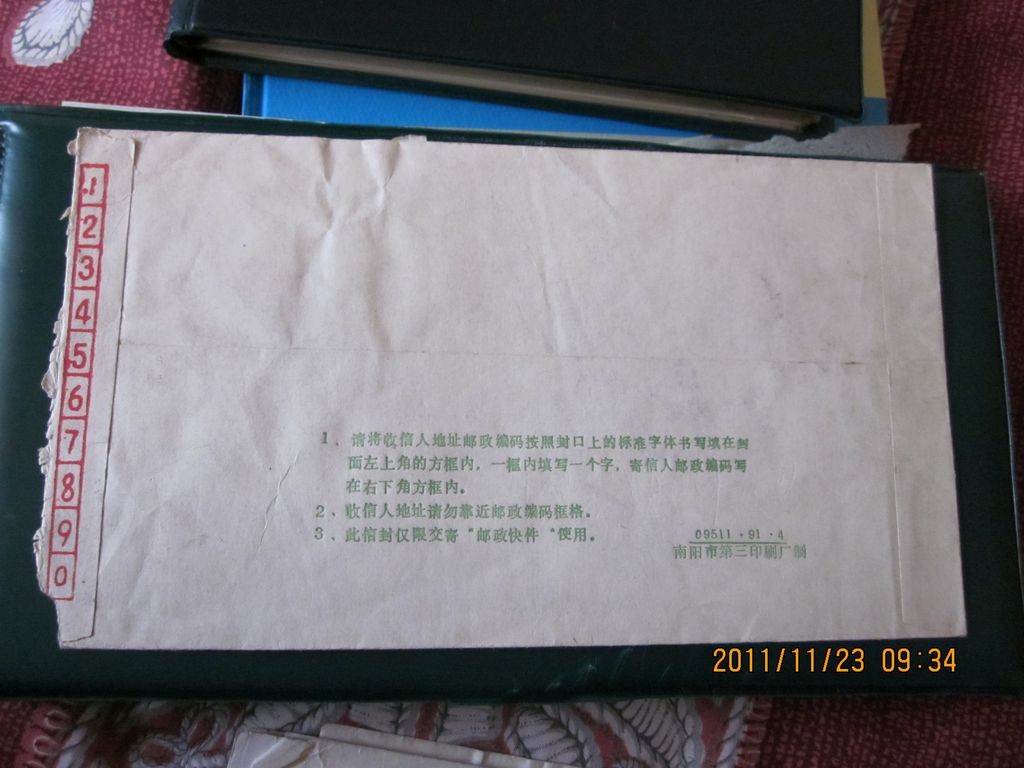 1
2
3
4
5
6
7
8
9
0
1、请将收信人地址邮政编码按照封口上的标准字体书写填在封
面左上角的方框内，一框内填写一个字，寄信人邮政编码写
在右下角方框内。
2、收信人地址请勿靠近邮政编码框格。
3、此信封仅限交寄“邮政快件”使用。
09511·91·4
南阳市第三印刷厂制
2011/11/23 09:34